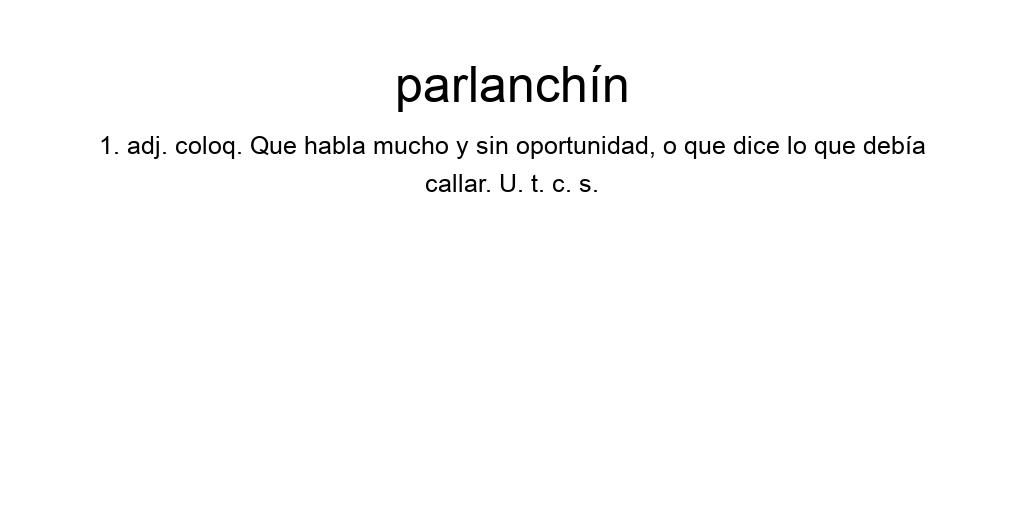 parlanchín
1. adj. coloq. Que habla mucho y sin oportunidad, o que dice lo que debía
callar. U. t. c. s.